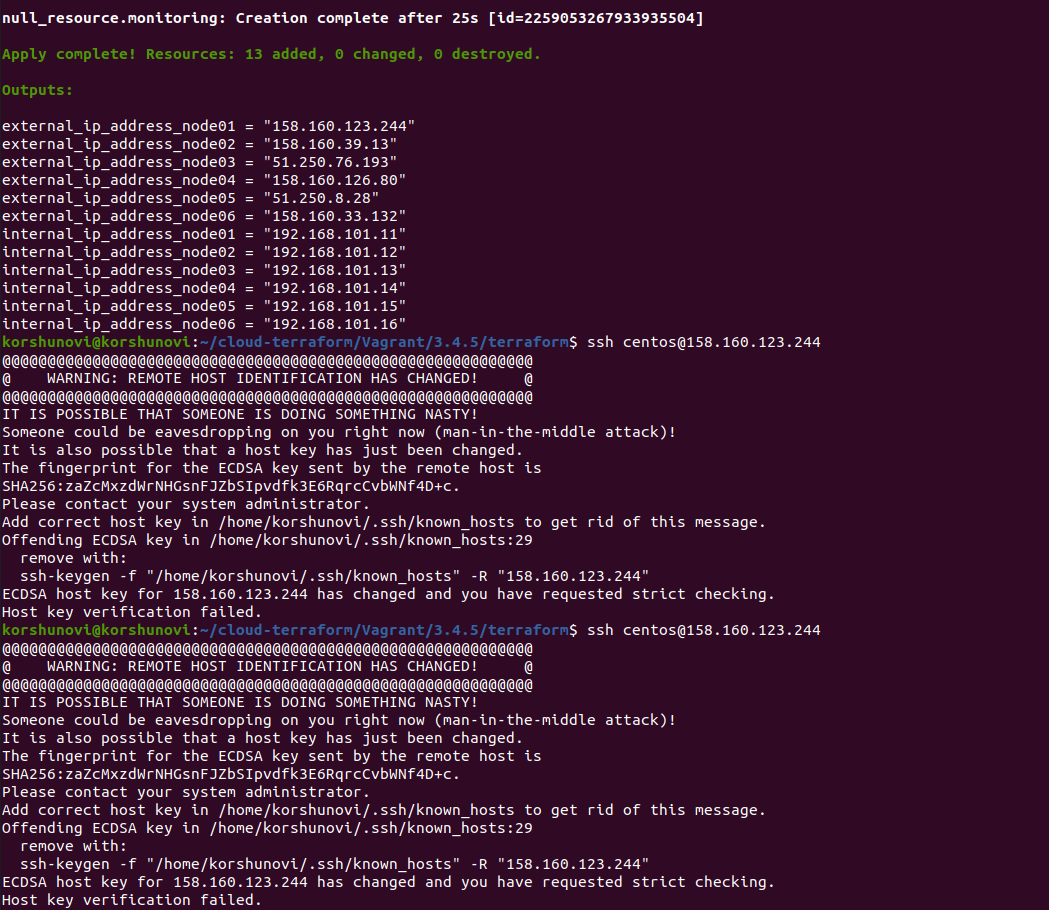 null_resource.monitoring: Creation complete after 25s [id=2259053267933935504]
Apply complete! Resources: 13 added, 0 changed, 0 destroyed.
Outputs:
external_ip_address_node01 = "158.160.123.244"
external_ip_address_node02 = "158.160.39.13"
external_ip_address_node03 = "51.250.76.193"
external_ip_address_node04 = "158.160.126.80"
external_ip_address_node05 = "51.250.8.28"
external_ip_address_node06 = "158.160.33.132"
internal_ip_address_node01 = "192.168.101.11"
internal_ip_address_node02 = "192.168.101.12"
internal_ip_address_node03 = "192.168.101.13"
internal_ip_address_node04 = "192.168.101.14"
internal_ip_address_node05 = "192.168.101.15"
internal_ip_address_node06 = "192.168.101.16"
korshunovi@korshunovi:~/cloud-terraform/Vagrant/3.4.5/terraform$ ssh centos@158.160.123.244
@@@@@@@@@@@@@@@@@@@@@@@@@@@@@@@@@@@@@@@@@@@@@@@@@@@@@@@@@@@
@    WARNING: REMOTE HOST IDENTIFICATION HAS CHANGED!     @
@@@@@@@@@@@@@@@@@@@@@@@@@@@@@@@@@@@@@@@@@@@@@@@@@@@@@@@@@@@
IT IS POSSIBLE THAT SOMEONE IS DOING SOMETHING NASTY!
Someone could be eavesdropping on you right now (man-in-the-middle attack)!
It is also possible that a host key has just been changed.
The fingerprint for the ECDSA key sent by the remote host is
SHA256:zaZcMxzdWrNHGsnFJZbSIpvdfk3E6RqrcCvbWNf4D+c.
Please contact your system administrator.
Add correct host key in /home/korshunovi/.ssh/known_hosts to get rid of this message.
Offending ECDSA key in /home/korshunovi/.ssh/known_hosts:29
  remove with:
  ssh-keygen -f "/home/korshunovi/.ssh/known_hosts" -R "158.160.123.244"
ECDSA host key for 158.160.123.244 has changed and you have requested strict checking.
Host key verification failed.
korshunovi@korshunovi:~/cloud-terraform/Vagrant/3.4.5/terraform$ ssh centos@158.160.123.244
@@@@@@@@@@@@@@@@@@@@@@@@@@@@@@@@@@@@@@@@@@@@@@@@@@@@@@@@@@@
@    WARNING: REMOTE HOST IDENTIFICATION HAS CHANGED!     @
@@@@@@@@@@@@@@@@@@@@@@@@@@@@@@@@@@@@@@@@@@@@@@@@@@@@@@@@@@@
IT IS POSSIBLE THAT SOMEONE IS DOING SOMETHING NASTY!
Someone could be eavesdropping on you right now (man-in-the-middle attack)!
It is also possible that a host key has just been changed.
The fingerprint for the ECDSA key sent by the remote host is
SHA256:zaZcMxzdWrNHGsnFJZbSIpvdfk3E6RqrcCvbWNf4D+c.
Please contact your system administrator.
Add correct host key in /home/korshunovi/.ssh/known_hosts to get rid of this message.
Offending ECDSA key in /home/korshunovi/.ssh/known_hosts:29
  remove with:
  ssh-keygen -f "/home/korshunovi/.ssh/known_hosts" -R "158.160.123.244"
ECDSA host key for 158.160.123.244 has changed and you have requested strict checking.
Host key verification failed.